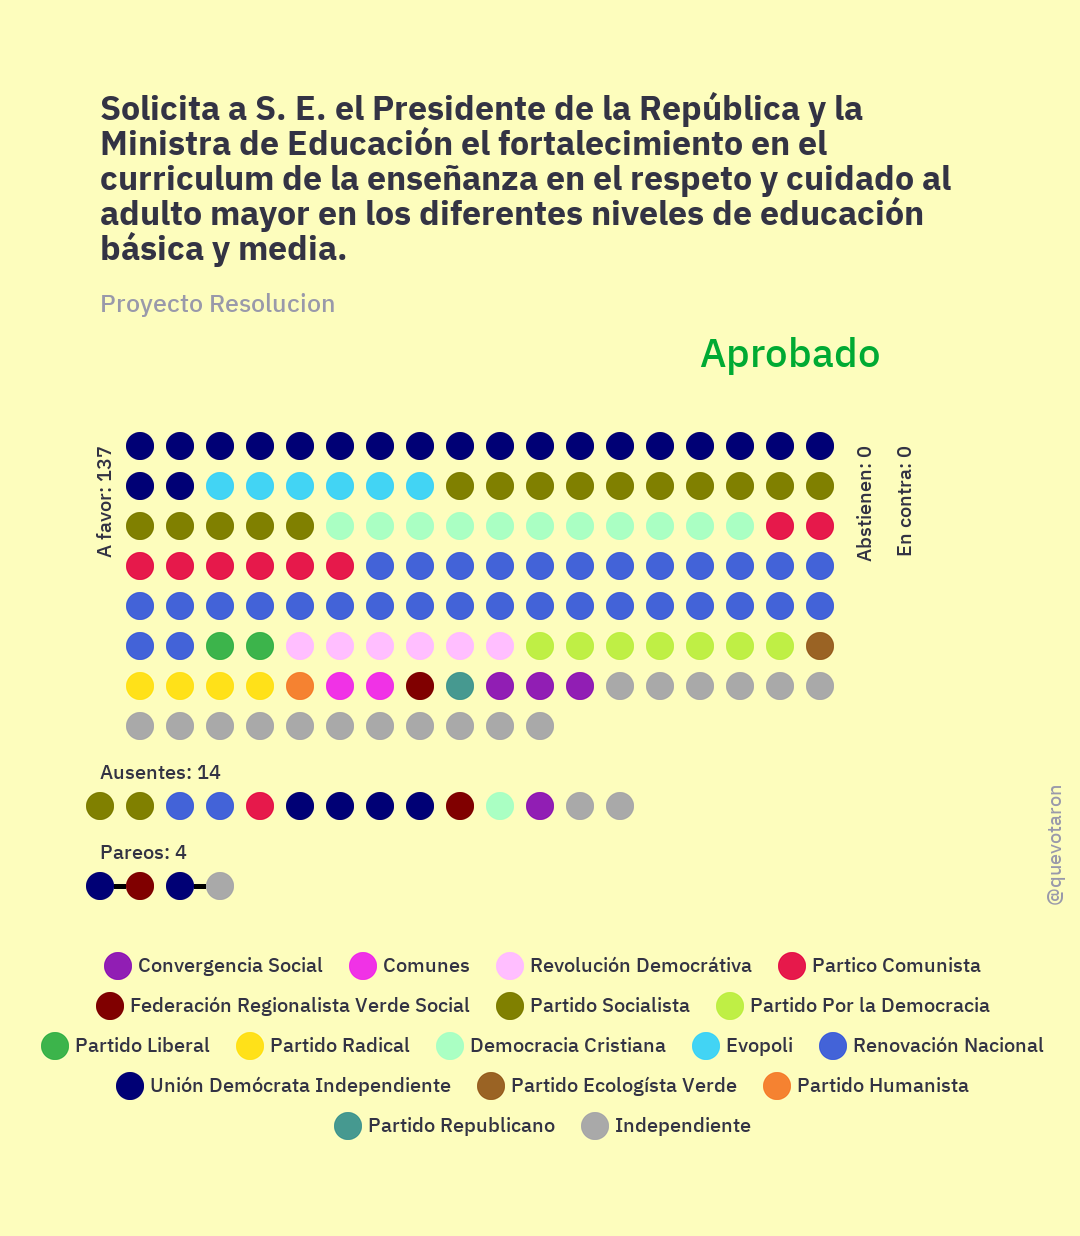 Solicita a S. E. el Presidente de la República y la
Ministra de Educación el fortalecimiento en el
curriculum de la enseñanza en el respeto y cuidado al
adulto mayor en los diferentes niveles de educación
básica y media.
Proyecto Resolucion
Aprobado
A favor: 137
Abstienen: 0
En contra: 0
Ausentes: 14
Pareos: 4
@quevotaron
Convergencia Social Comunes Revolución Democrátiva Partico Comunista
Federación Regionalista Verde Social Partido Socialista Partido Por la Democracia
Partido Liberal Partido Radical Democracia Cristiana Evopoli Renovación Nacional
Unión Demócrata Independiente Partido Ecologísta Verde Partido Humanista
Partido Republicano Independiente